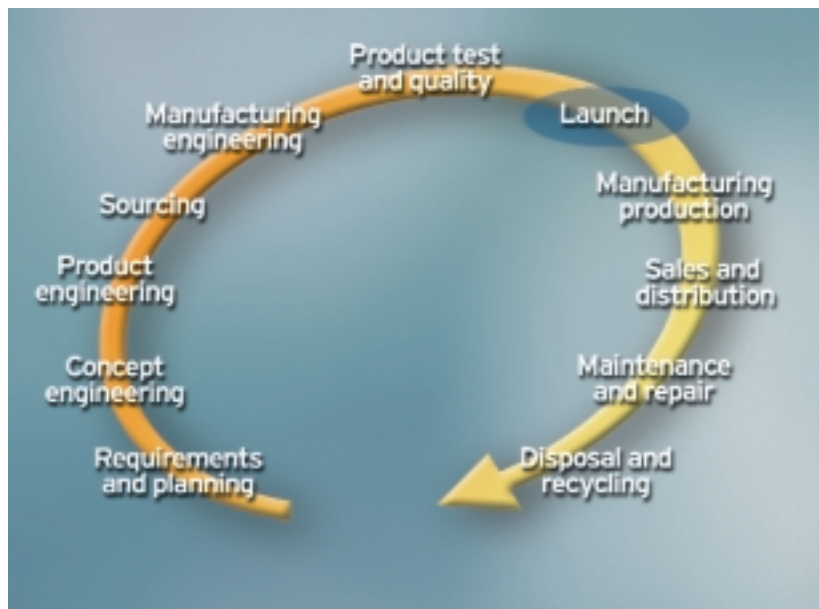 Product test
and quality
Launch
Manufacturing
engineering
Manufacturing
production
Sourcing
Product
engineering
Sales and
distribution
Concept
engineering
Maintenance
and repair
Requirements
and planning
Disposal and
recycling